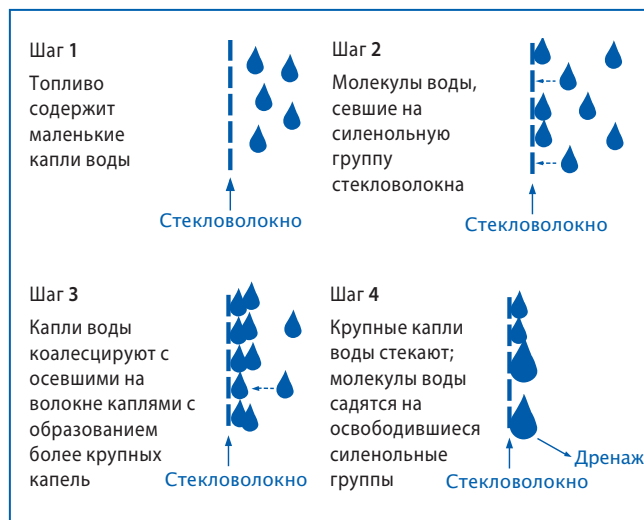 Шаг 1
Топливо
содержит
маленькие
капли воды
Стекловолокно
Шаг 2
Молекулы воды,
севшие на
силенольную
группу
стекловолокна
Стекловолокно
Шаг 3
Капли воды
коалесцируют с
осевшими на
волокне каплями с
образованием
более крупных
капель
Стекловолокно
Шаг 4
Крупные капли
воды стекают;
молекулы воды
садятся на
освободившиеся
силенольные
группы
Дренаж
Стекловолокно